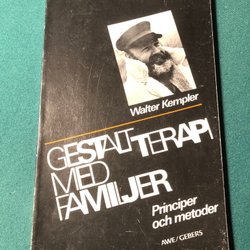 Walter Kempler
GESTALTTERAPI
MED
FAMILJER
Principer
och metoder
AWE/GEBERS